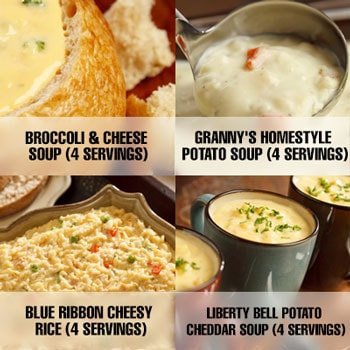 BROCCOLI & CHEESE
SOUP (4 SERVINGS)
GRANNY'S HOMESTYLE
POTATO SOUP (4 SERVINGS)
BLUE RIBBON CHEESY
RICE (4 SERVINGS)
LIBERTY BELL POTATO
CHEDDAR SOUP (4 SERVINGS)